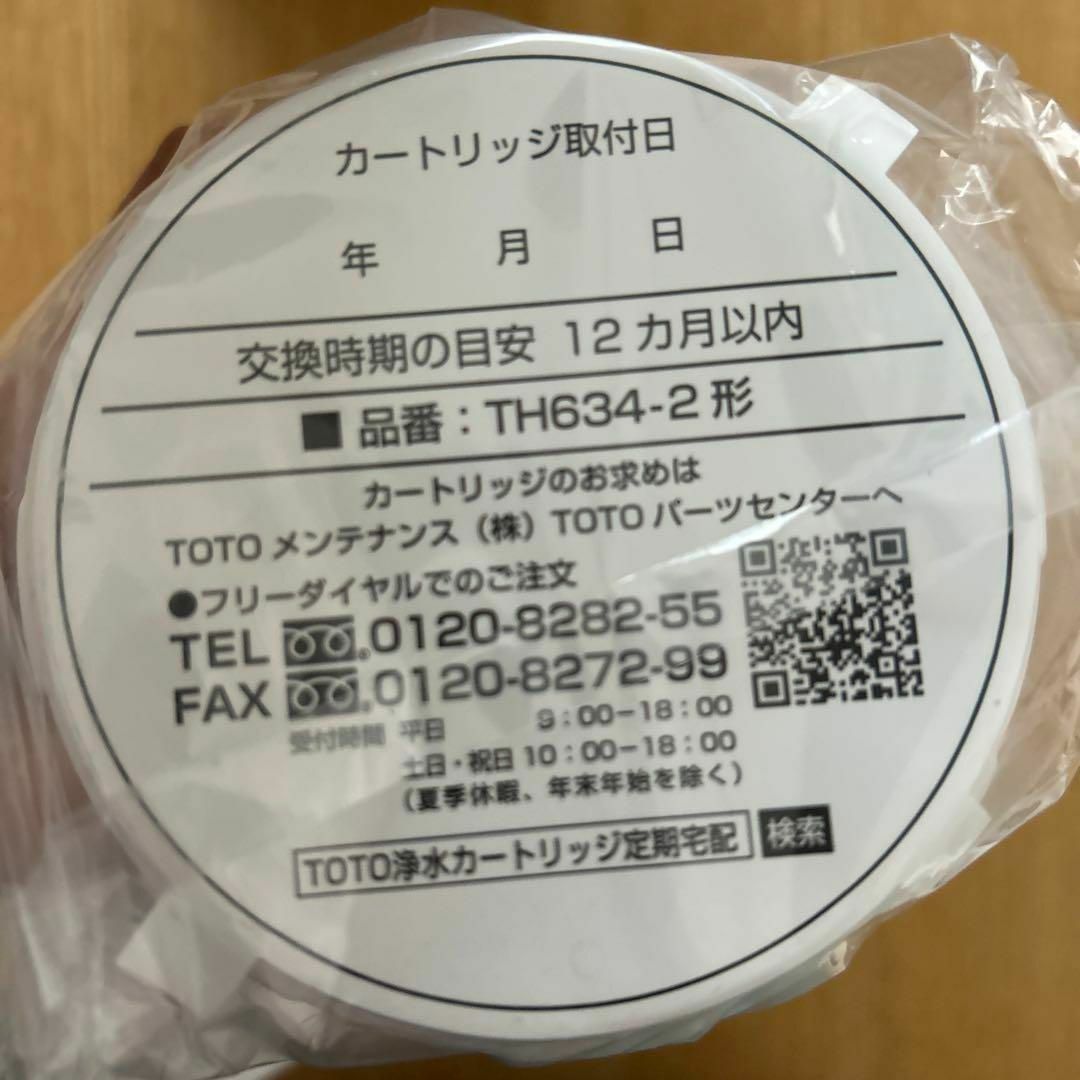 カートリッジ取付日
年 月 日
交換時期の目安 12カ月以内
■ 品番：TH634-2形
カートリッジのお求めは
TOTOメンテナンス（株）TOTOパーツセンターへ
●フリーダイヤルでのご注文
TEL 0120-8282-55
FAX 0120-8272-99
受付時間 平日 9：00－18：00
土日・祝日 10：00－18：00
（夏季休暇、年末年始を除く）
TOTO浄水カートリッジ定期宅配 検索